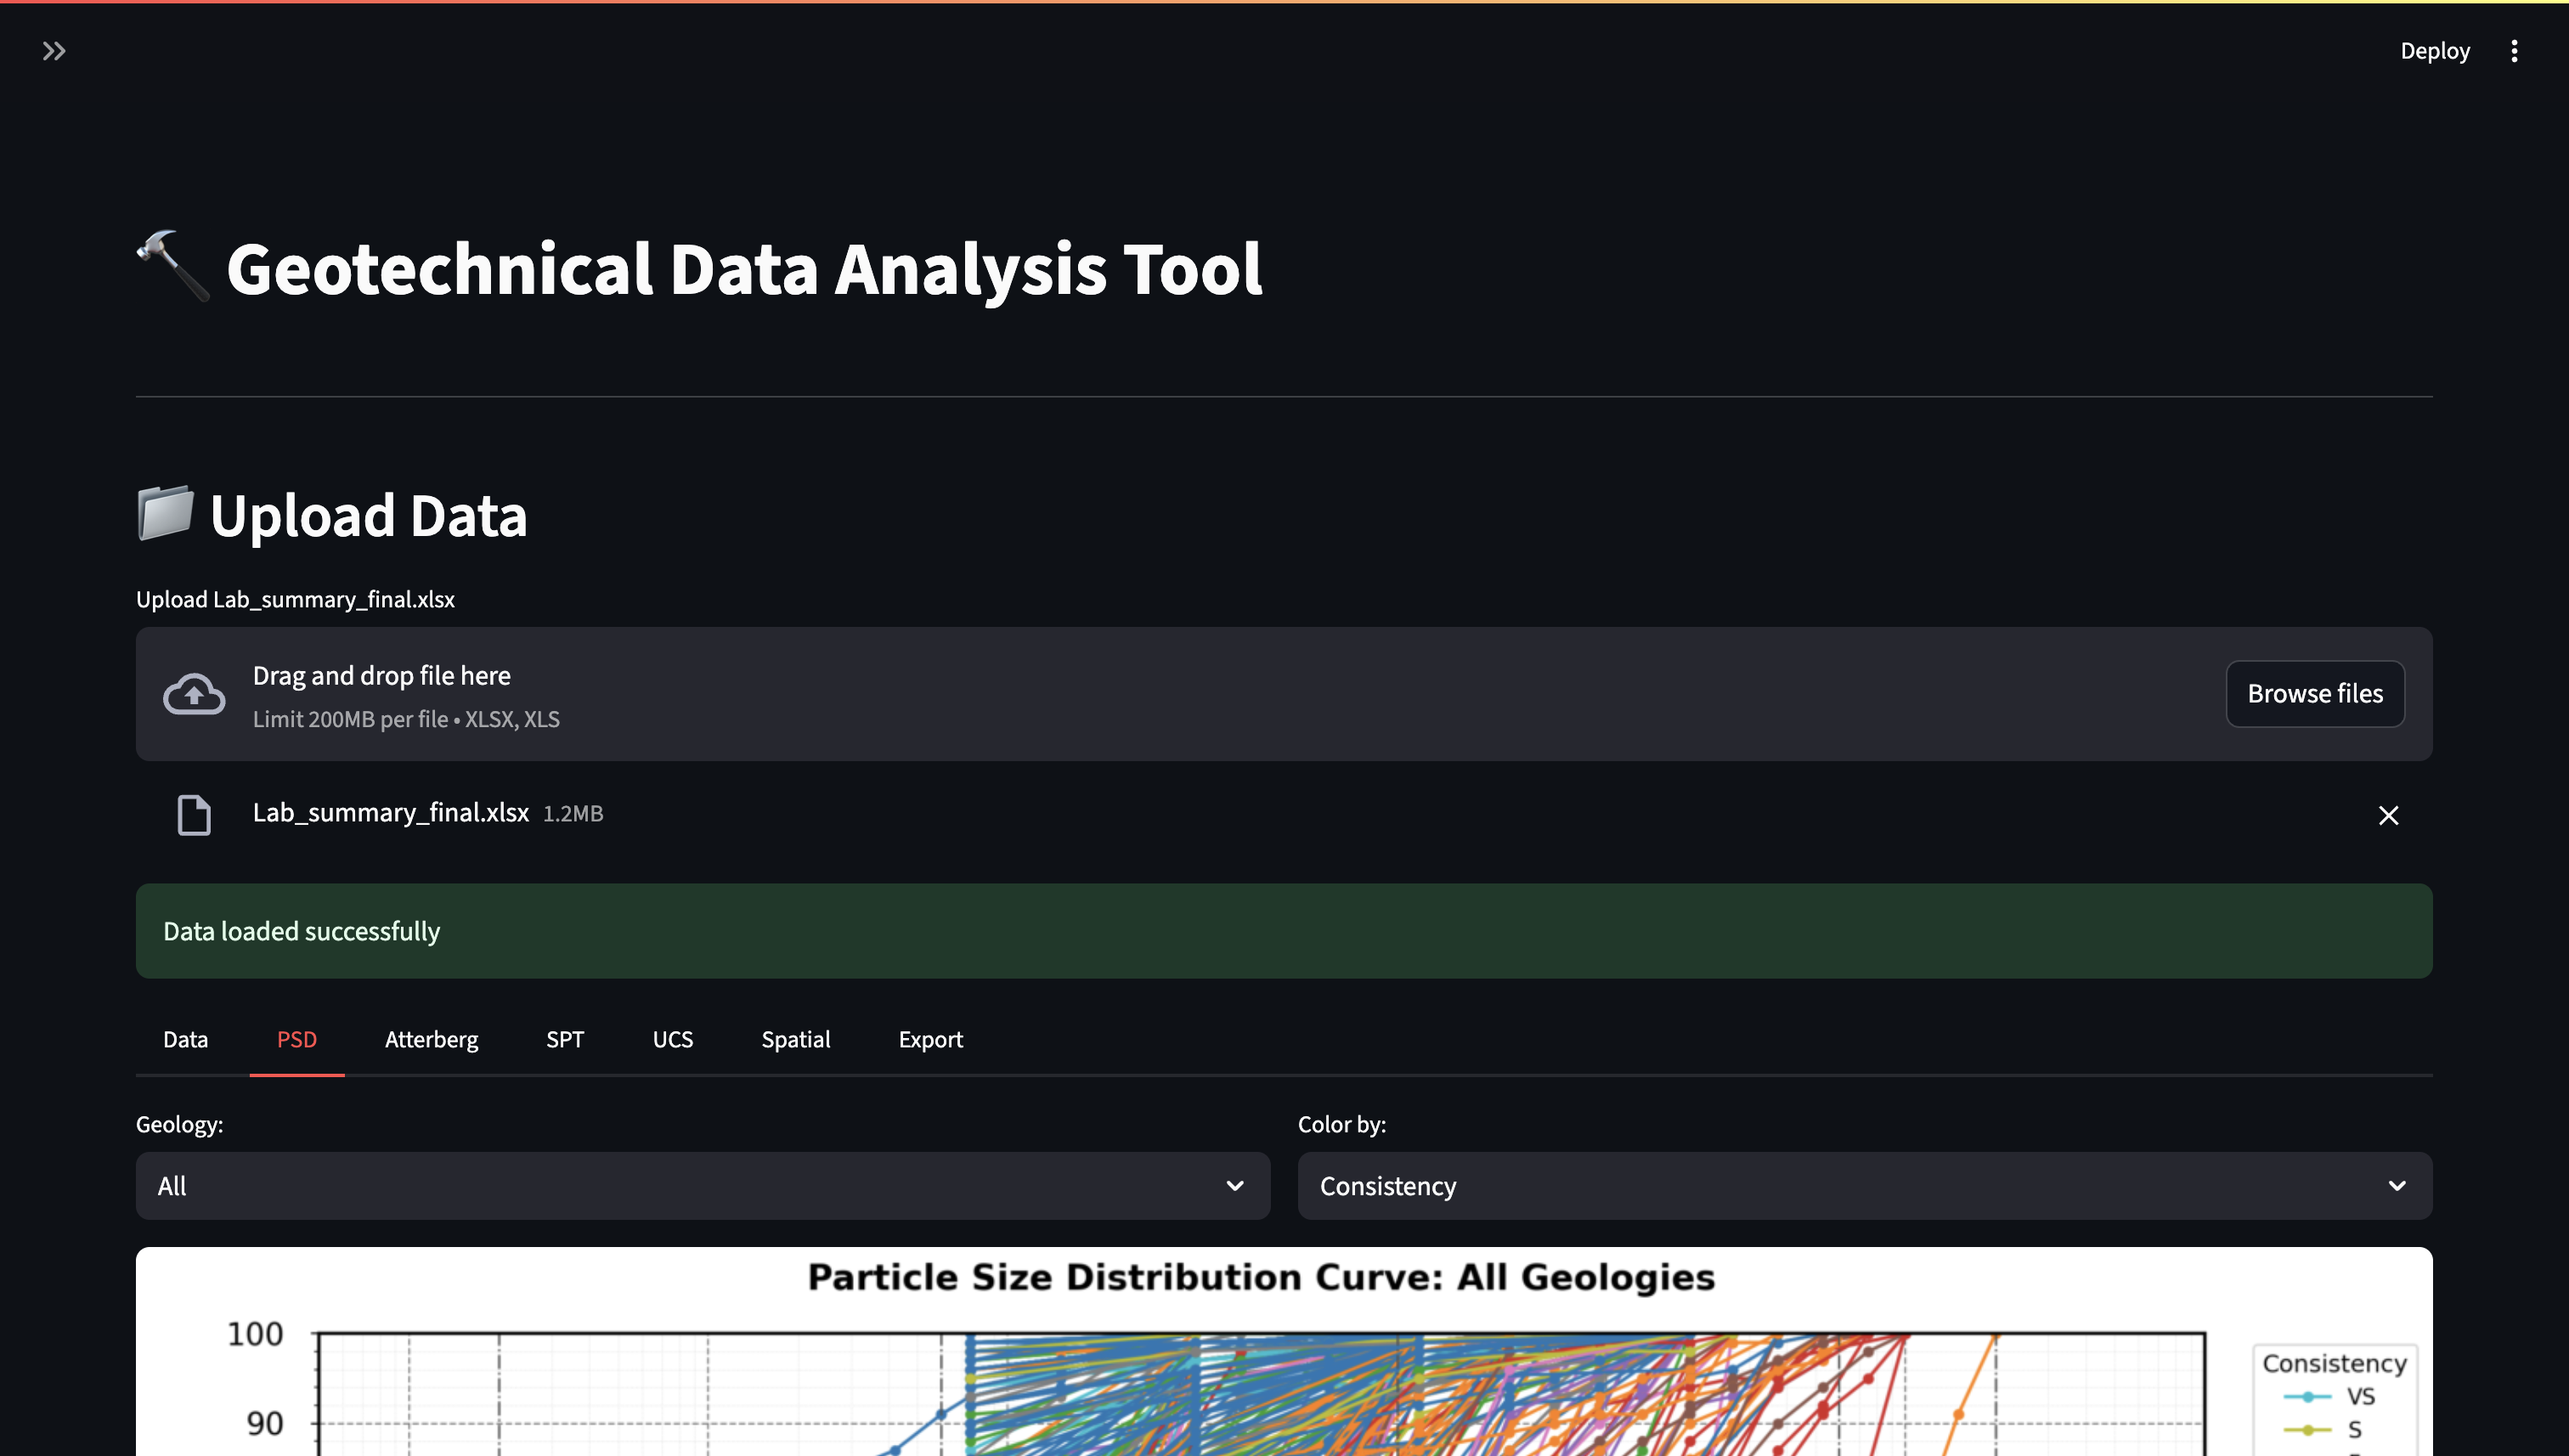 Deploy
Geotechnical Data Analysis Tool
Upload Data
Upload Lab_summary_final.xlsx
Drag and drop file here
Limit 200MB per file • XLSX, XLS
Browse files
Lab_summary_final.xlsx 1.2MB
Data loaded successfully
Data PSD Atterberg SPT UCS Spatial Export
Geology: Color by:
All Consistency
Particle Size Distribution Curve: All Geologies
100
Consistency
VS
90
S